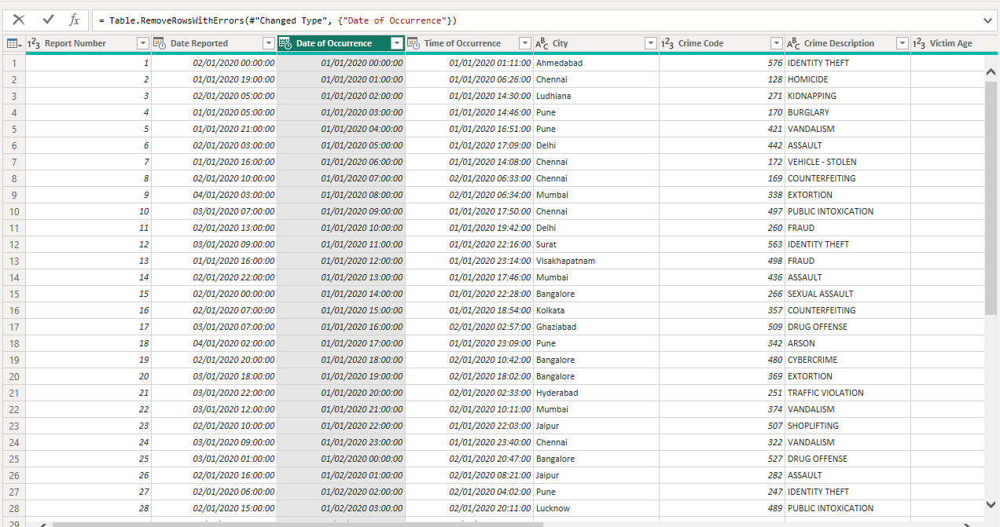 = Table.RemoveRowsWithErrors(#"Changed Type", {"Date of Occurrence"})
Report Number Date Reported Date of Occurrence Time of Occurrence City Crime Code Crime Description Victim Age
1 1 02/01/2020 00:00:00 01/01/2020 00:00:00 01/01/2020 01:11:00 Ahmedabad 576 IDENTITY THEFT
2 2 01/01/2020 19:00:00 01/01/2020 01:00:00 01/01/2020 06:26:00 Chennai 128 HOMICIDE
3 3 02/01/2020 05:00:00 01/01/2020 02:00:00 01/01/2020 14:30:00 Ludhiana 271 KIDNAPPING
4 4 01/01/2020 05:00:00 01/01/2020 03:00:00 01/01/2020 14:46:00 Pune 170 BURGLARY
5 5 01/01/2020 21:00:00 01/01/2020 04:00:00 01/01/2020 16:51:00 Pune 421 VANDALISM
6 6 02/01/2020 03:00:00 01/01/2020 05:00:00 01/01/2020 17:09:00 Delhi 442 ASSAULT
7 7 01/01/2020 16:00:00 01/01/2020 06:00:00 01/01/2020 14:08:00 Chennai 172 VEHICLE - STOLEN
8 8 02/01/2020 10:00:00 01/01/2020 07:00:00 02/01/2020 06:33:00 Chennai 169 COUNTERFEITING
9 9 04/01/2020 03:00:00 01/01/2020 08:00:00 02/01/2020 06:34:00 Mumbai 338 EXTORTION
10 10 03/01/2020 07:00:00 01/01/2020 09:00:00 01/01/2020 17:50:00 Chennai 497 PUBLIC INTOXICATION
11 11 02/01/2020 13:00:00 01/01/2020 10:00:00 01/01/2020 19:42:00 Delhi 260 FRAUD
12 12 03/01/2020 09:00:00 01/01/2020 11:00:00 01/01/2020 22:16:00 Surat 563 IDENTITY THEFT
13 13 01/01/2020 16:00:00 01/01/2020 12:00:00 01/01/2020 23:14:00 Visakhapatnam 498 FRAUD
14 14 02/01/2020 22:00:00 01/01/2020 13:00:00 01/01/2020 17:46:00 Mumbai 436 ASSAULT
15 15 02/01/2020 00:00:00 01/01/2020 14:00:00 01/01/2020 22:28:00 Bangalore 266 SEXUAL ASSAULT
16 16 02/01/2020 07:00:00 01/01/2020 15:00:00 01/01/2020 18:54:00 Kolkata 357 COUNTERFEITING
17 17 03/01/2020 07:00:00 01/01/2020 16:00:00 02/01/2020 02:57:00 Ghaziabad 509 DRUG OFFENSE
18 18 04/01/2020 02:00:00 01/01/2020 17:00:00 01/01/2020 23:09:00 Pune 342 ARSON
19 19 02/01/2020 20:00:00 01/01/2020 18:00:00 02/01/2020 10:42:00 Bangalore 480 CYBERCRIME
20 20 03/01/2020 18:00:00 01/01/2020 19:00:00 02/01/2020 18:02:00 Bangalore 369 EXTORTION
21 21 03/01/2020 22:00:00 01/01/2020 20:00:00 02/01/2020 02:33:00 Hyderabad 251 TRAFFIC VIOLATION
22 22 03/01/2020 12:00:00 01/01/2020 21:00:00 02/01/2020 10:11:00 Mumbai 374 VANDALISM
23 23 02/01/2020 10:00:00 01/01/2020 22:00:00 01/01/2020 22:03:00 Jaipur 507 SHOPLIFTING
24 24 03/01/2020 09:00:00 01/01/2020 23:00:00 01/01/2020 23:40:00 Chennai 322 VANDALISM
25 25 03/01/2020 01:00:00 01/02/2020 00:00:00 02/01/2020 20:47:00 Bangalore 527 DRUG OFFENSE
26 26 02/01/2020 16:00:00 01/02/2020 01:00:00 02/01/2020 08:21:00 Jaipur 282 ASSAULT
27 27 02/01/2020 06:00:00 01/02/2020 02:00:00 02/01/2020 04:02:00 Pune 247 IDENTITY THEFT
28 28 02/01/2020 15:00:00 01/02/2020 03:00:00 02/01/2020 20:11:00 Lucknow 489 PUBLIC INTOXICATION
29